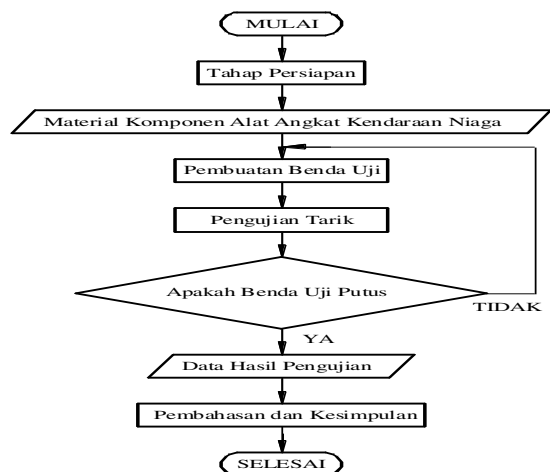 MULAI
Tahap Persiapan
Material Komponen Alat Angkat Kendaraan Niaga
Pembuatan Benda Uji
Pengujian Tarik
Apakah Benda Uji Putus
TIDAK
YA
Data Hasil Pengujian
Pembahasan dan Kesimpulan
SELESAI